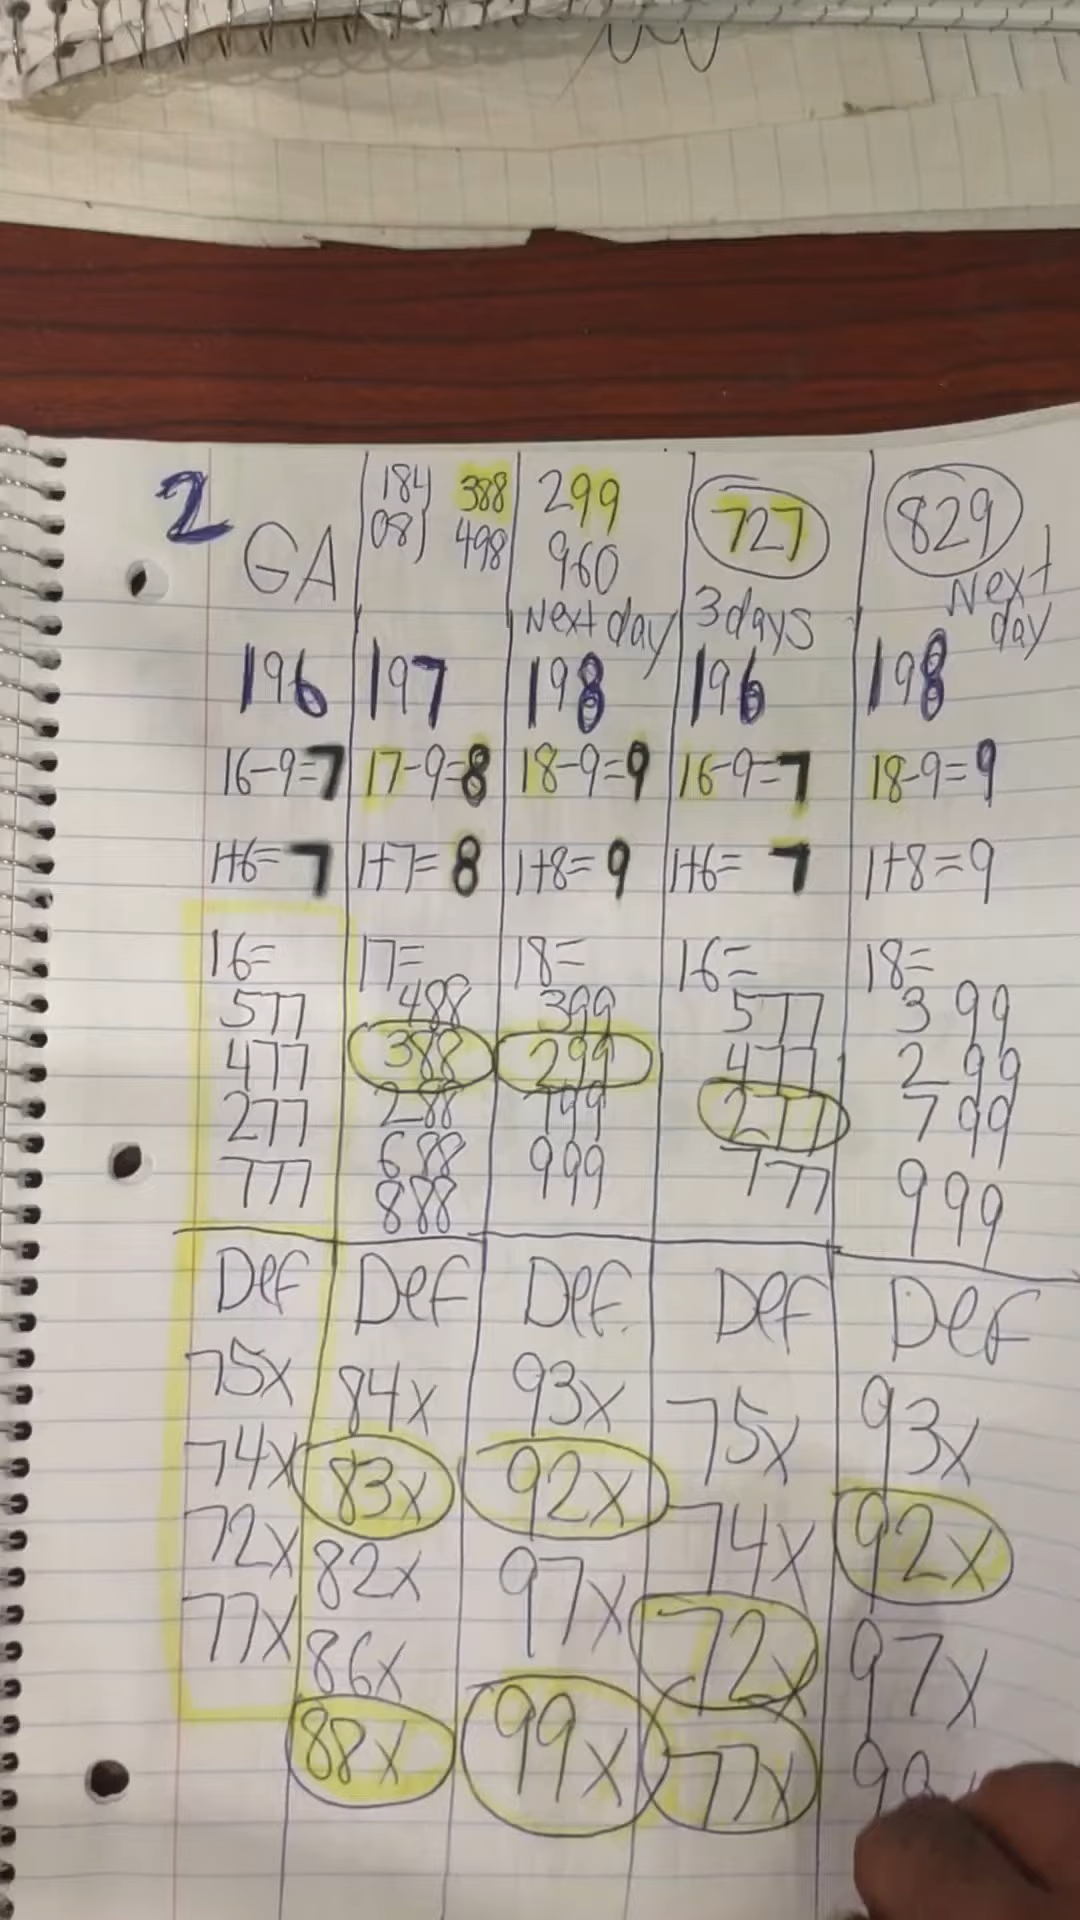 2
GA
196
16-9=7
1+6=7
16=
577
477
277
777
Def
75x
74x
72x
77x
184 388
081 498
197
17-9=8
1+7=8
17=
488
388
288
688
888
Def
84x
83x
82x
86x
88x
299
960
Next day
198
18-9=9
1+8=9
18=
399
299
799
999
Def.
93x
92x
97x
99x
727
3 days
196
16-9=7
1+6=7
16=
577
477
277
777
Def
75x
74x
72x
77x
829
Next
day
198
18-9=9
1+8=9
18=
399
299
799
999
Def
93x
92x
97x